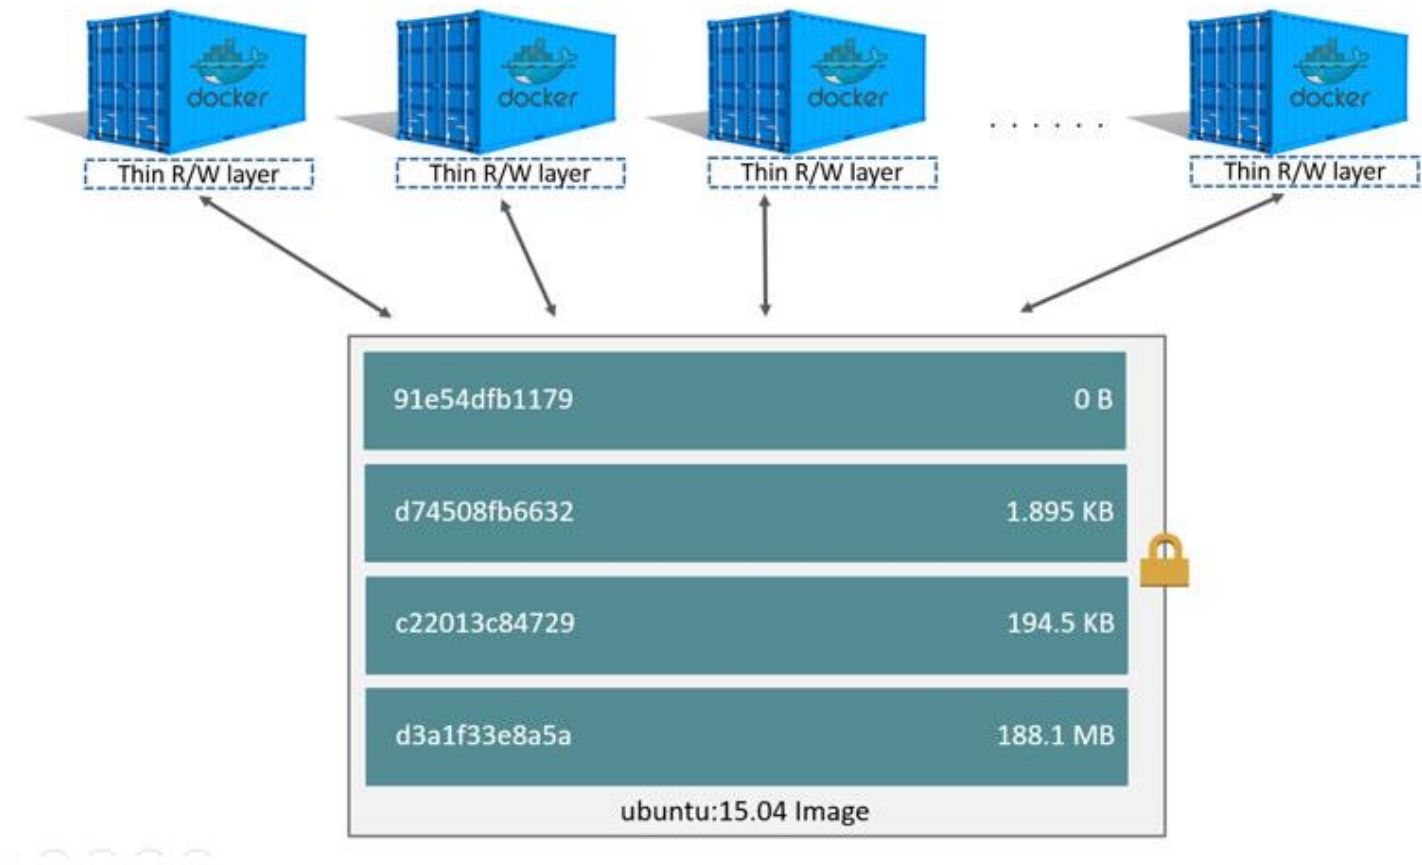 docker docker docker docker
. . . . . .
Thin R/W layer Thin R/W layer Thin R/W layer Thin R/W layer
91e54dfb1179 0 B
d74508fb6632 1.895 KB
c22013c84729 194.5 KB
d3a1f33e8a5a 188.1 MB
ubuntu:15.04 Image